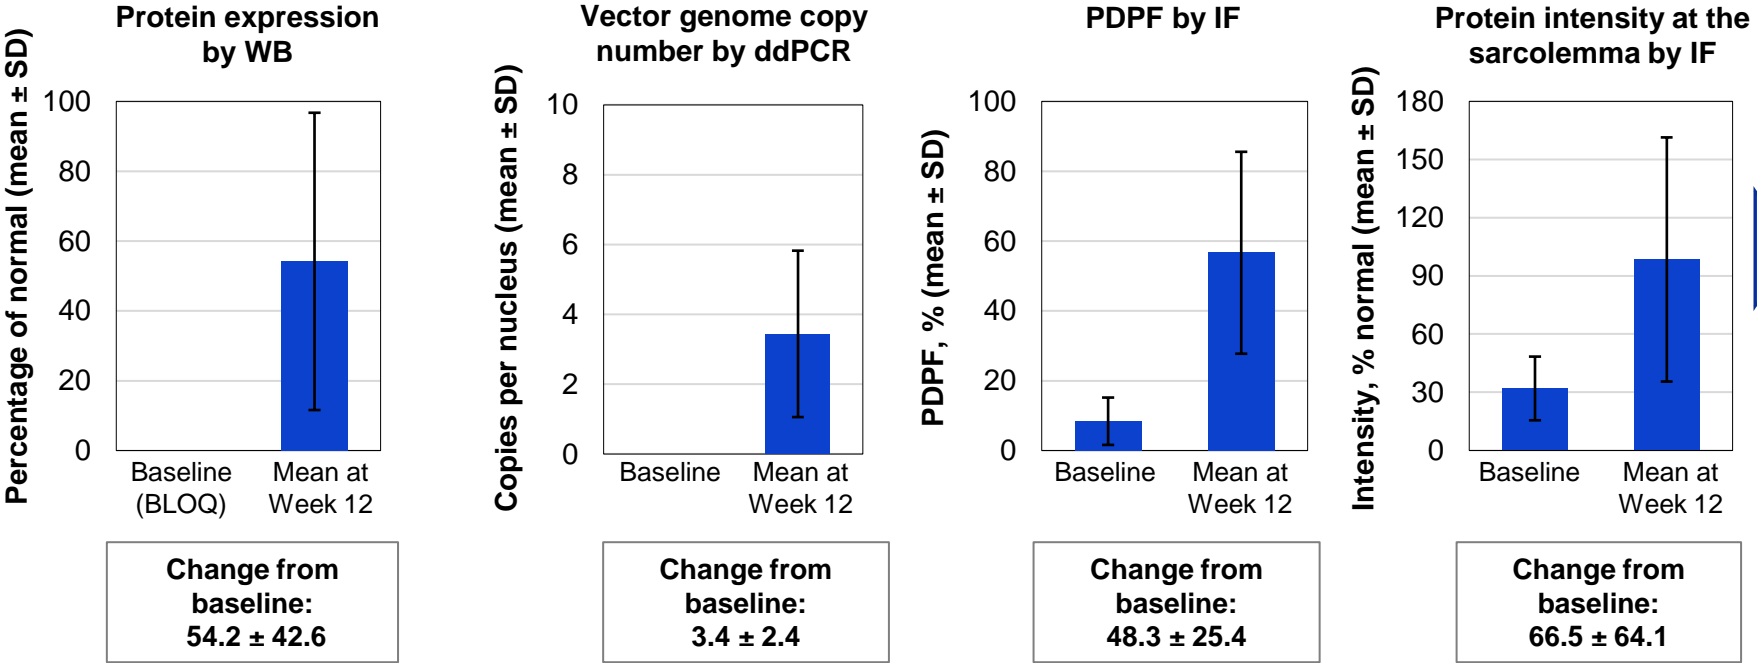 Protein expression
by WB
Percentage of normal (mean ± SD)
100
80
60
40
20
0
Baseline
(BLOQ)
Mean at
Week 12
Change from
baseline:
54.2 ± 42.6
Vector genome copy
number by ddPCR
Copies per nucleus (mean ± SD)
10
8
6
4
2
0
Baseline
Mean at
Week 12
Change from
baseline:
3.4 ± 2.4
PDPF by IF
PDPF, % (mean ± SD)
100
80
60
40
20
0
Baseline
Mean at
Week 12
Change from
baseline:
48.3 ± 25.4
Protein intensity at the
sarcolemma by IF
Intensity, % normal (mean ± SD)
180
150
120
90
60
30
0
Baseline
Mean at
Week 12
Change from
baseline:
66.5 ± 64.1